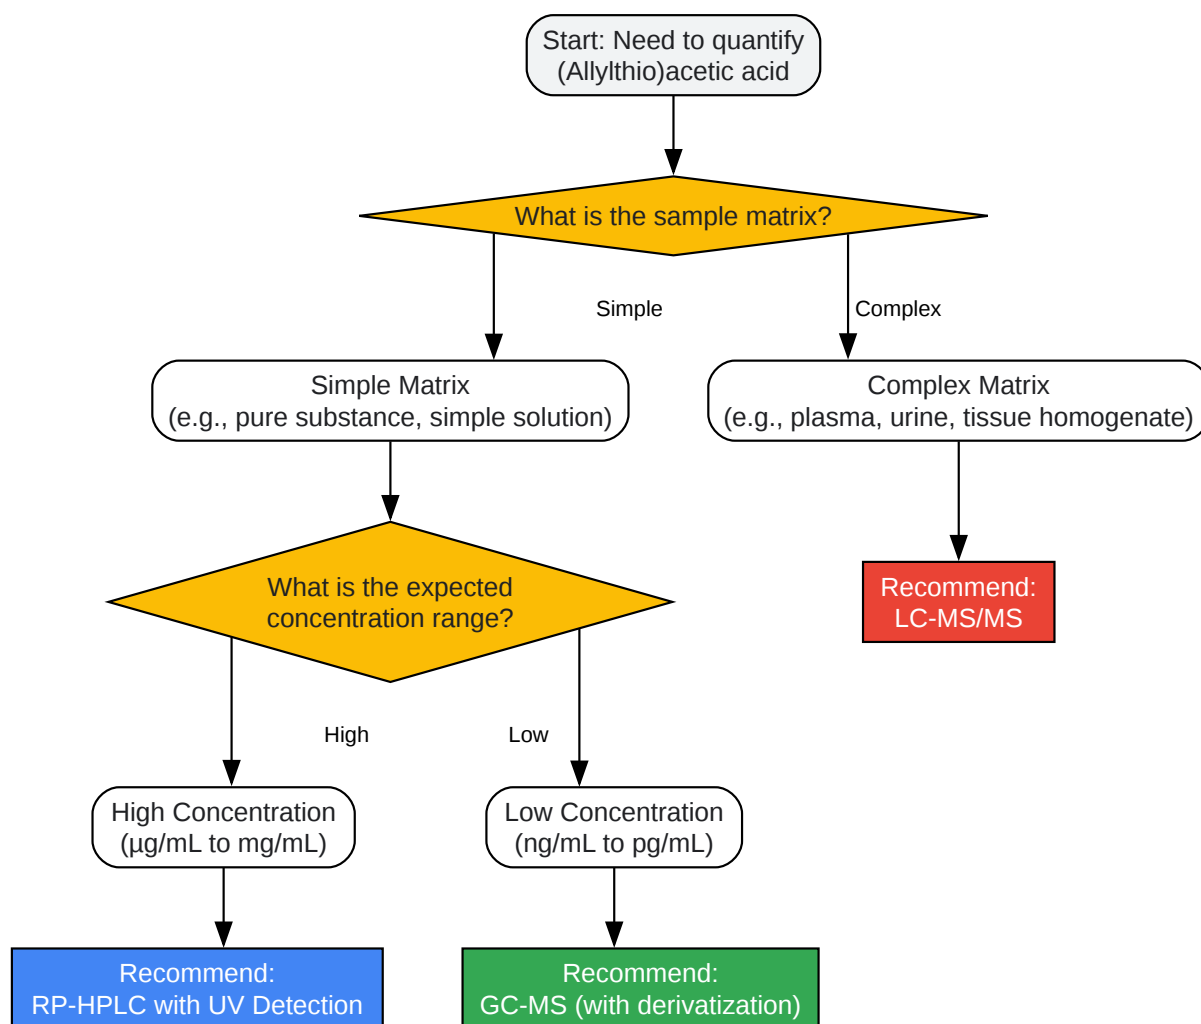 Start: Need to quantify
(Allylthio)acetic acid
What is the sample matrix?
Simple
Complex
Simple Matrix
(e.g., pure substance, simple solution)
Complex Matrix
(e.g., plasma, urine, tissue homogenate)
What is the expected
concentration range?
Recommend:
LC-MS/MS
High
Low
High Concentration
(µg/mL to mg/mL)
Low Concentration
(ng/mL to pg/mL)
Recommend:
RP-HPLC with UV Detection
Recommend:
GC-MS (with derivatization)